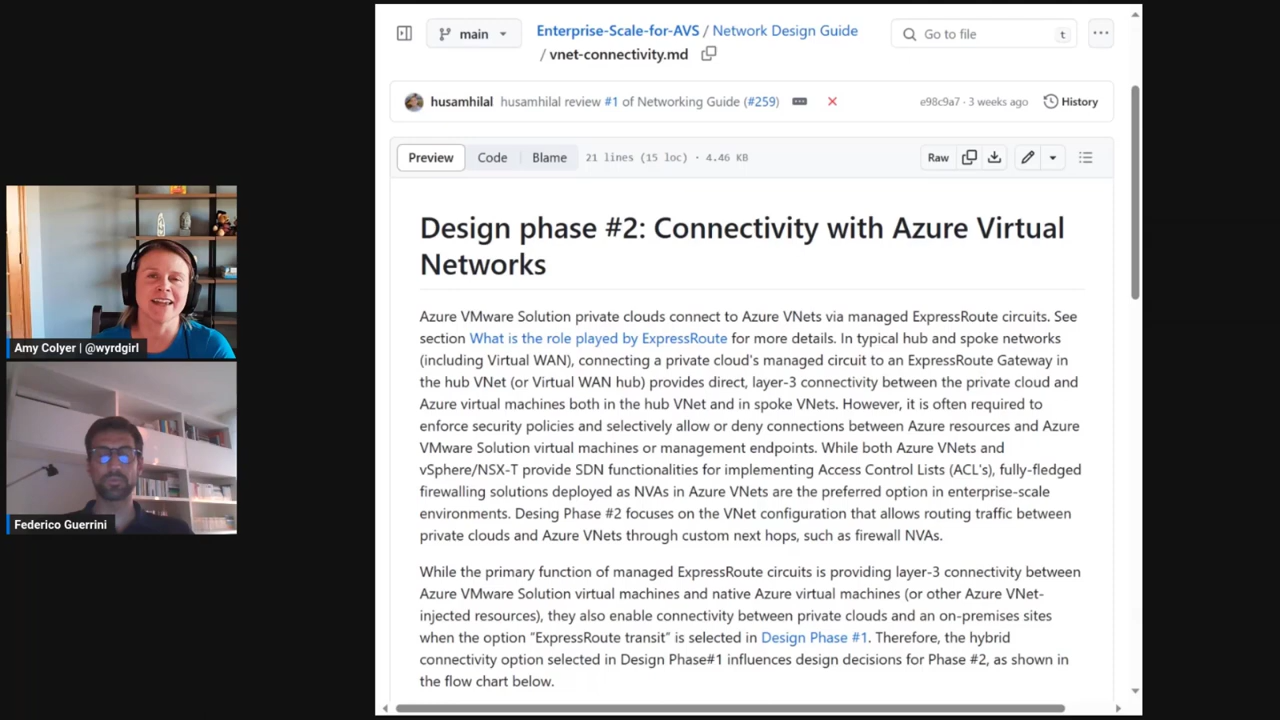 main
Enterprise-Scale-for-AVS / Network Design Guide
/ vnet-connectivity.md
Go to file
t
husamhilal husamhilal review #1 of Networking Guide (#259)
e98c9a7 · 3 weeks ago
History
Preview
Code
Blame
21 lines (15 loc) · 4.46 KB
Raw
Design phase #2: Connectivity with Azure Virtual
Networks
Azure VMware Solution private clouds connect to Azure VNets via managed ExpressRoute circuits. See
section What is the role played by ExpressRoute for more details. In typical hub and spoke networks
(including Virtual WAN), connecting a private cloud's managed circuit to an ExpressRoute Gateway in
the hub VNet (or Virtual WAN hub) provides direct, layer-3 connectivity between the private cloud and
Azure virtual machines both in the hub VNet and in spoke VNets. However, it is often required to
enforce security policies and selectively allow or deny connections between Azure resources and Azure
VMware Solution virtual machines or management endpoints. While both Azure VNets and
vSphere/NSX-T provide SDN functionalities for implementing Access Control Lists (ACL's), fully-fledged
firewalling solutions deployed as NVAs in Azure VNets are the preferred option in enterprise-scale
environments. Desing Phase #2 focuses on the VNet configuration that allows routing traffic between
private clouds and Azure VNets through custom next hops, such as firewall NVAs.
While the primary function of managed ExpressRoute circuits is providing layer-3 connectivity between
Azure VMware Solution virtual machines and native Azure virtual machines (or other Azure VNet-
injected resources), they also enable connectivity between private clouds and an on-premises sites
when the option "ExpressRoute transit" is selected in Design Phase #1. Therefore, the hybrid
connectivity option selected in Design Phase#1 influences design decisions for Phase #2, as shown in
the flow chart below.
Amy Colyer | @wyrdgirl
Federico Guerrini